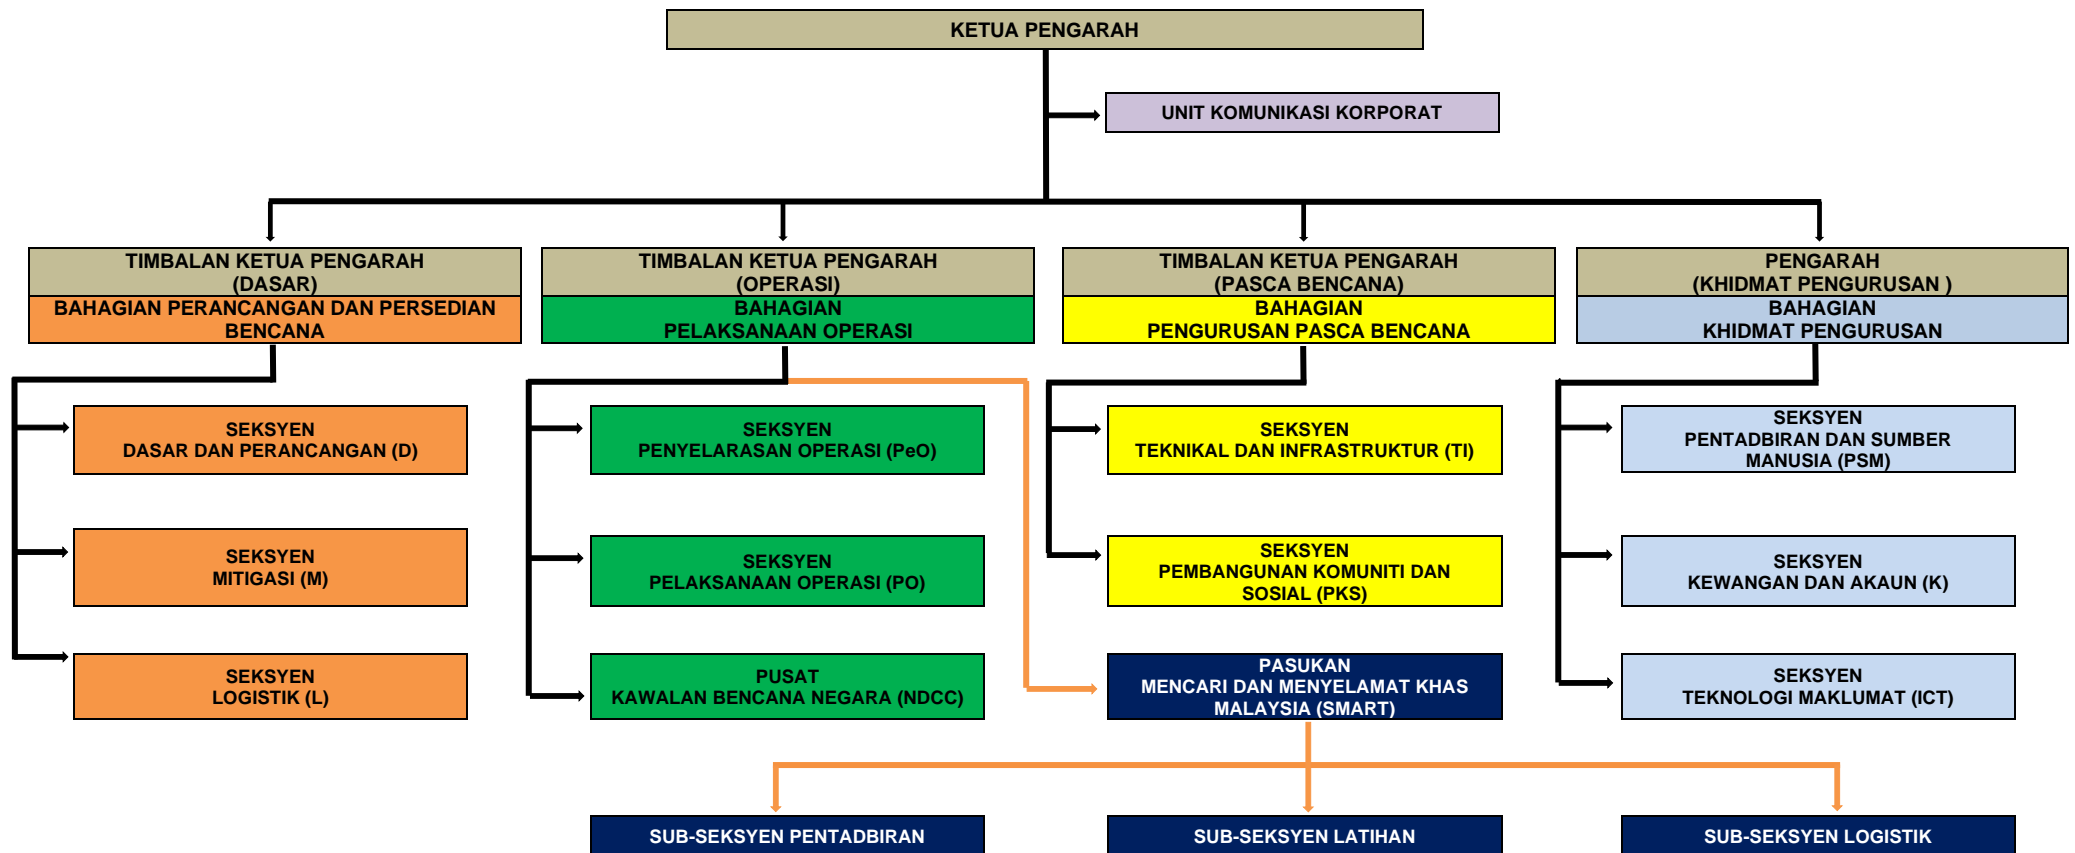 KETUA PENGARAH
UNIT KOMUNIKASI KORPORAT
TIMBALAN KETUA PENGARAH
(DASAR)
BAHAGIAN PERANCANGAN DAN PERSEDIAN
BENCANA
TIMBALAN KETUA PENGARAH
(OPERASI)
BAHAGIAN
PELAKSANAAN OPERASI
TIMBALAN KETUA PENGARAH
(PASCA BENCANA)
BAHAGIAN
PENGURUSAN PASCA BENCANA
PENGARAH
(KHIDMAT PENGURUSAN )
BAHAGIAN
KHIDMAT PENGURUSAN
SEKSYEN
DASAR DAN PERANCANGAN (D)
SEKSYEN
PENYELARASAN OPERASI (PeO)
SEKSYEN
TEKNIKAL DAN INFRASTRUKTUR (TI)
SEKSYEN
PENTADBIRAN DAN SUMBER
MANUSIA (PSM)
SEKSYEN
MITIGASI (M)
SEKSYEN
PELAKSANAAN OPERASI (PO)
SEKSYEN
PEMBANGUNAN KOMUNITI DAN
SOSIAL (PKS)
SEKSYEN
KEWANGAN DAN AKAUN (K)
SEKSYEN
LOGISTIK (L)
PUSAT
KAWALAN BENCANA NEGARA (NDCC)
PASUKAN
MENCARI DAN MENYELAMAT KHAS
MALAYSIA (SMART)
SEKSYEN
TEKNOLOGI MAKLUMAT (ICT)
SUB-SEKSYEN PENTADBIRAN
SUB-SEKSYEN LATIHAN
SUB-SEKSYEN LOGISTIK